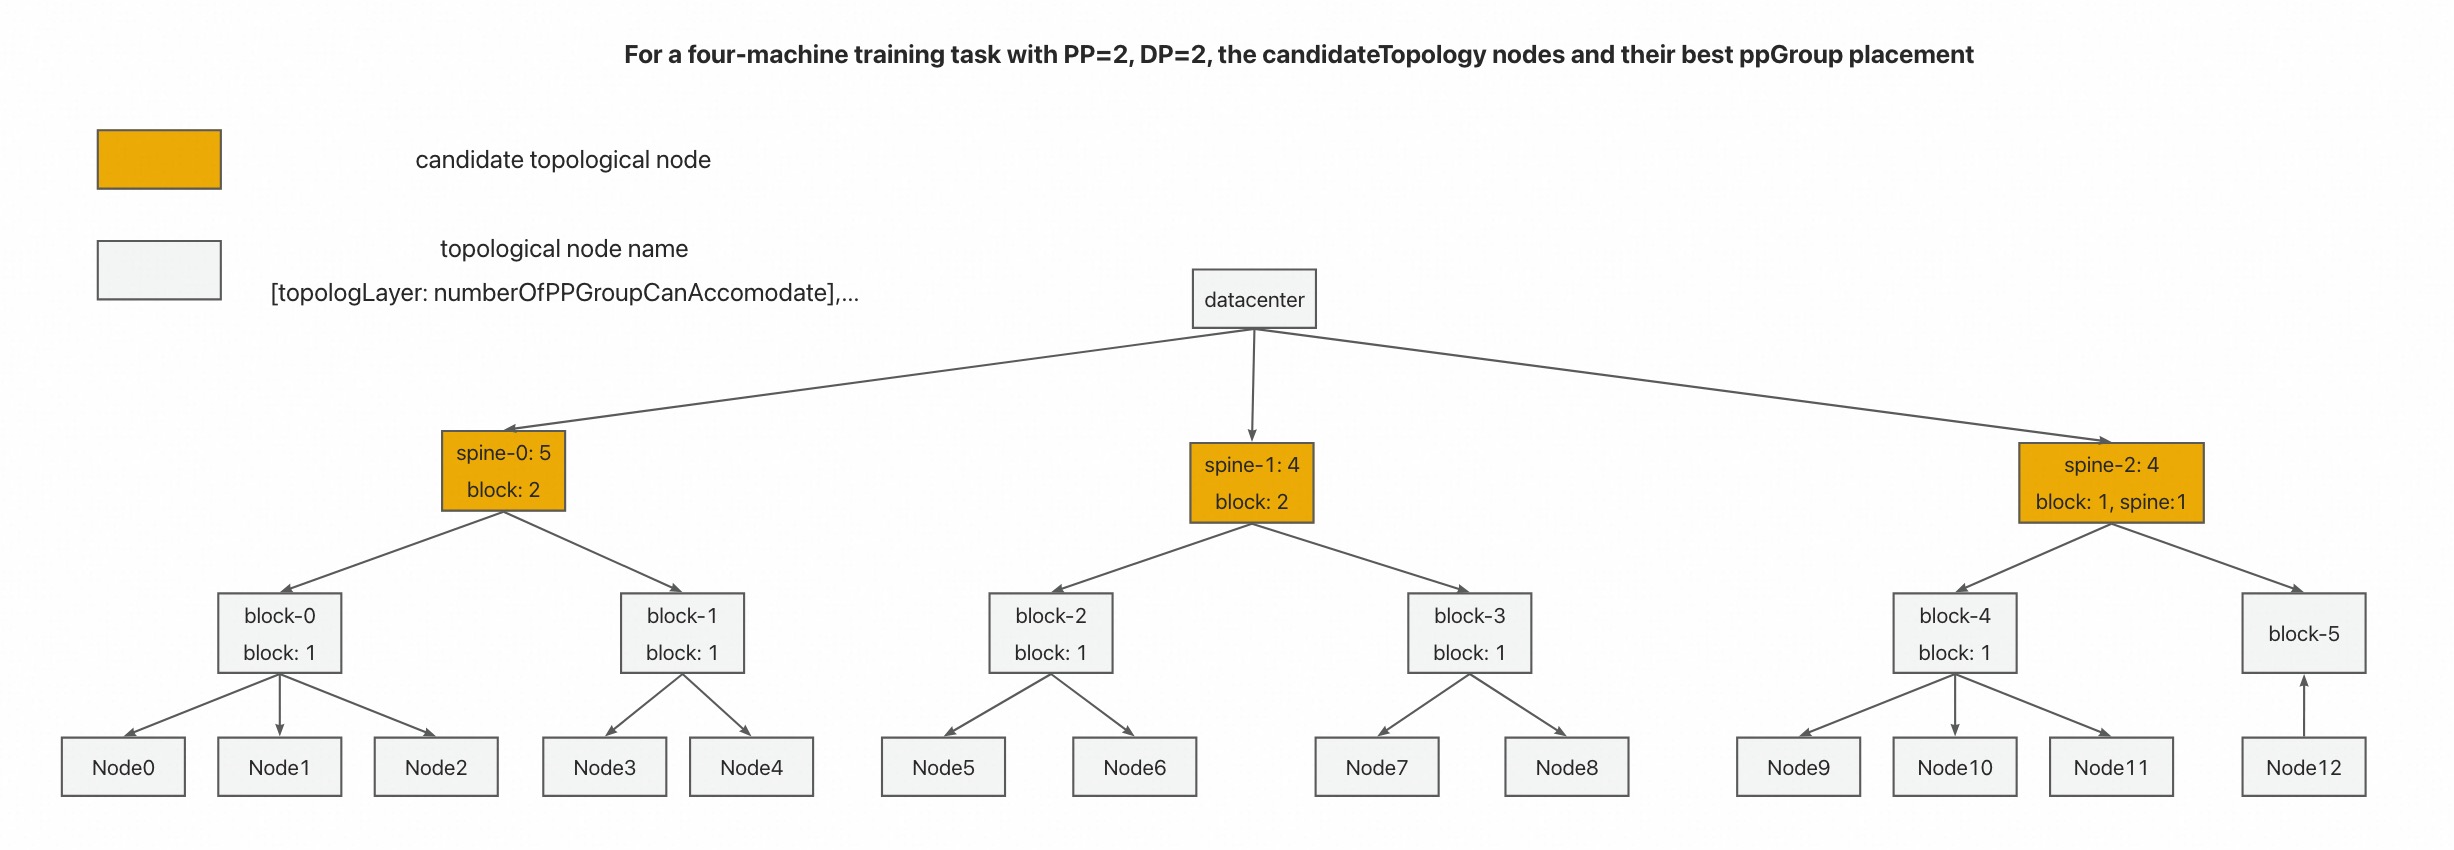 For a four-machine training task with PP=2, DP=2, the candidateTopology nodes and their best ppGroup placement
candidate topological node
topological node name
[topologLayer: numberOfPPGroupCanAccomodate],...
datacenter
spine-0: 5
block: 2
spine-1: 4
block: 2
spine-2: 4
block: 1, spine:1
block-0
block: 1
block-1
block: 1
block-2
block: 1
block-3
block: 1
block-4
block: 1
block-5
Node0
Node1
Node2
Node3
Node4
Node5
Node6
Node7
Node8
Node9
Node10
Node11
Node12